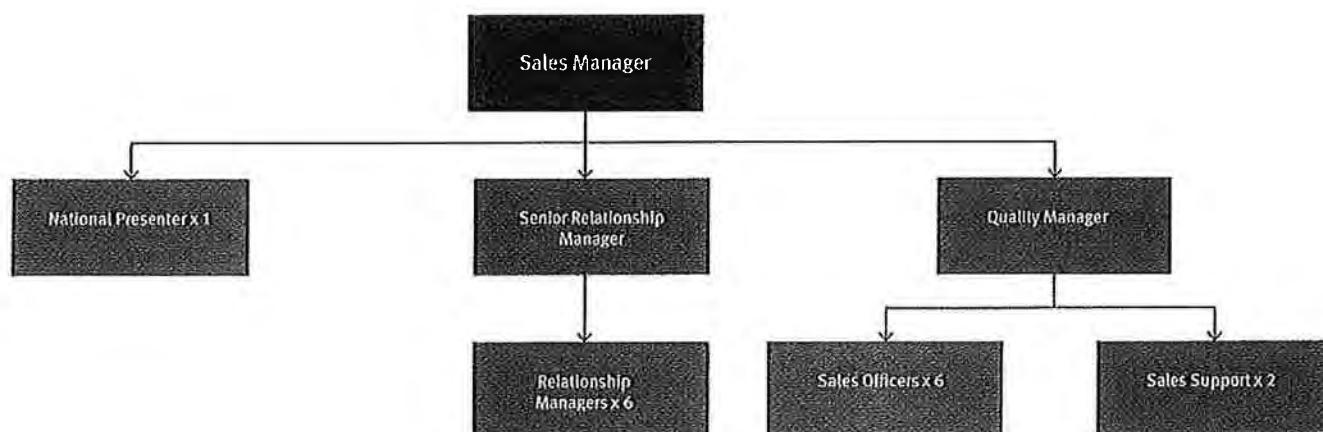 Sales Manager
National Presenter x 1
Senior Relationship
Manager
Quality Manager
Relationship
Managers x 6
Sales Officers x 6
Sales Support x 2